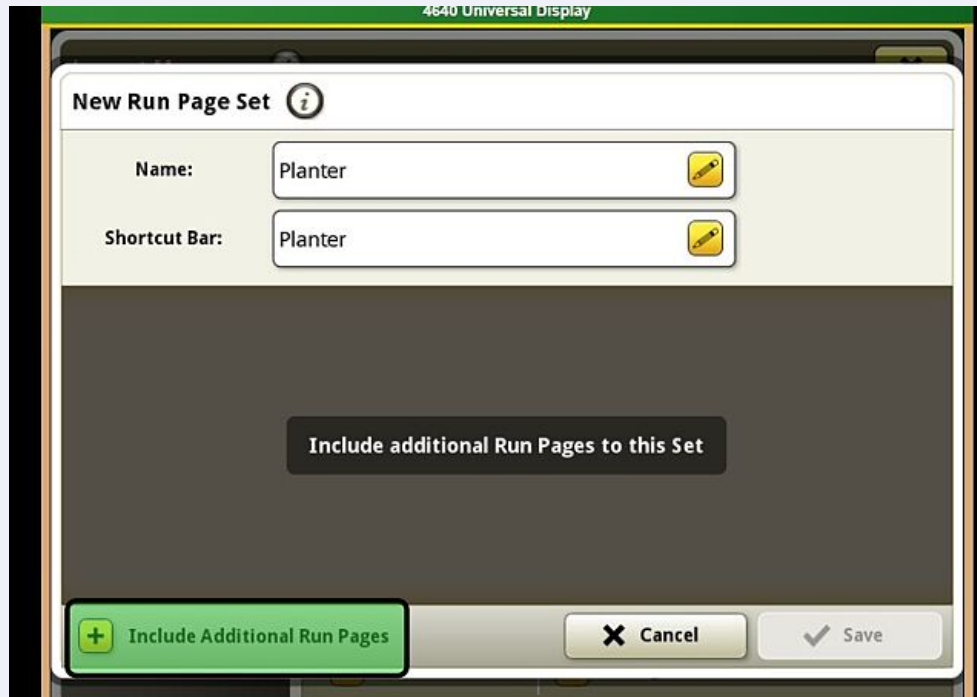 4640 Universal Display
New Run Page Set i
Name:
Planter
Shortcut Bar:
Planter
Include additional Run Pages to this Set
Include Additional Run Pages
Cancel
Save